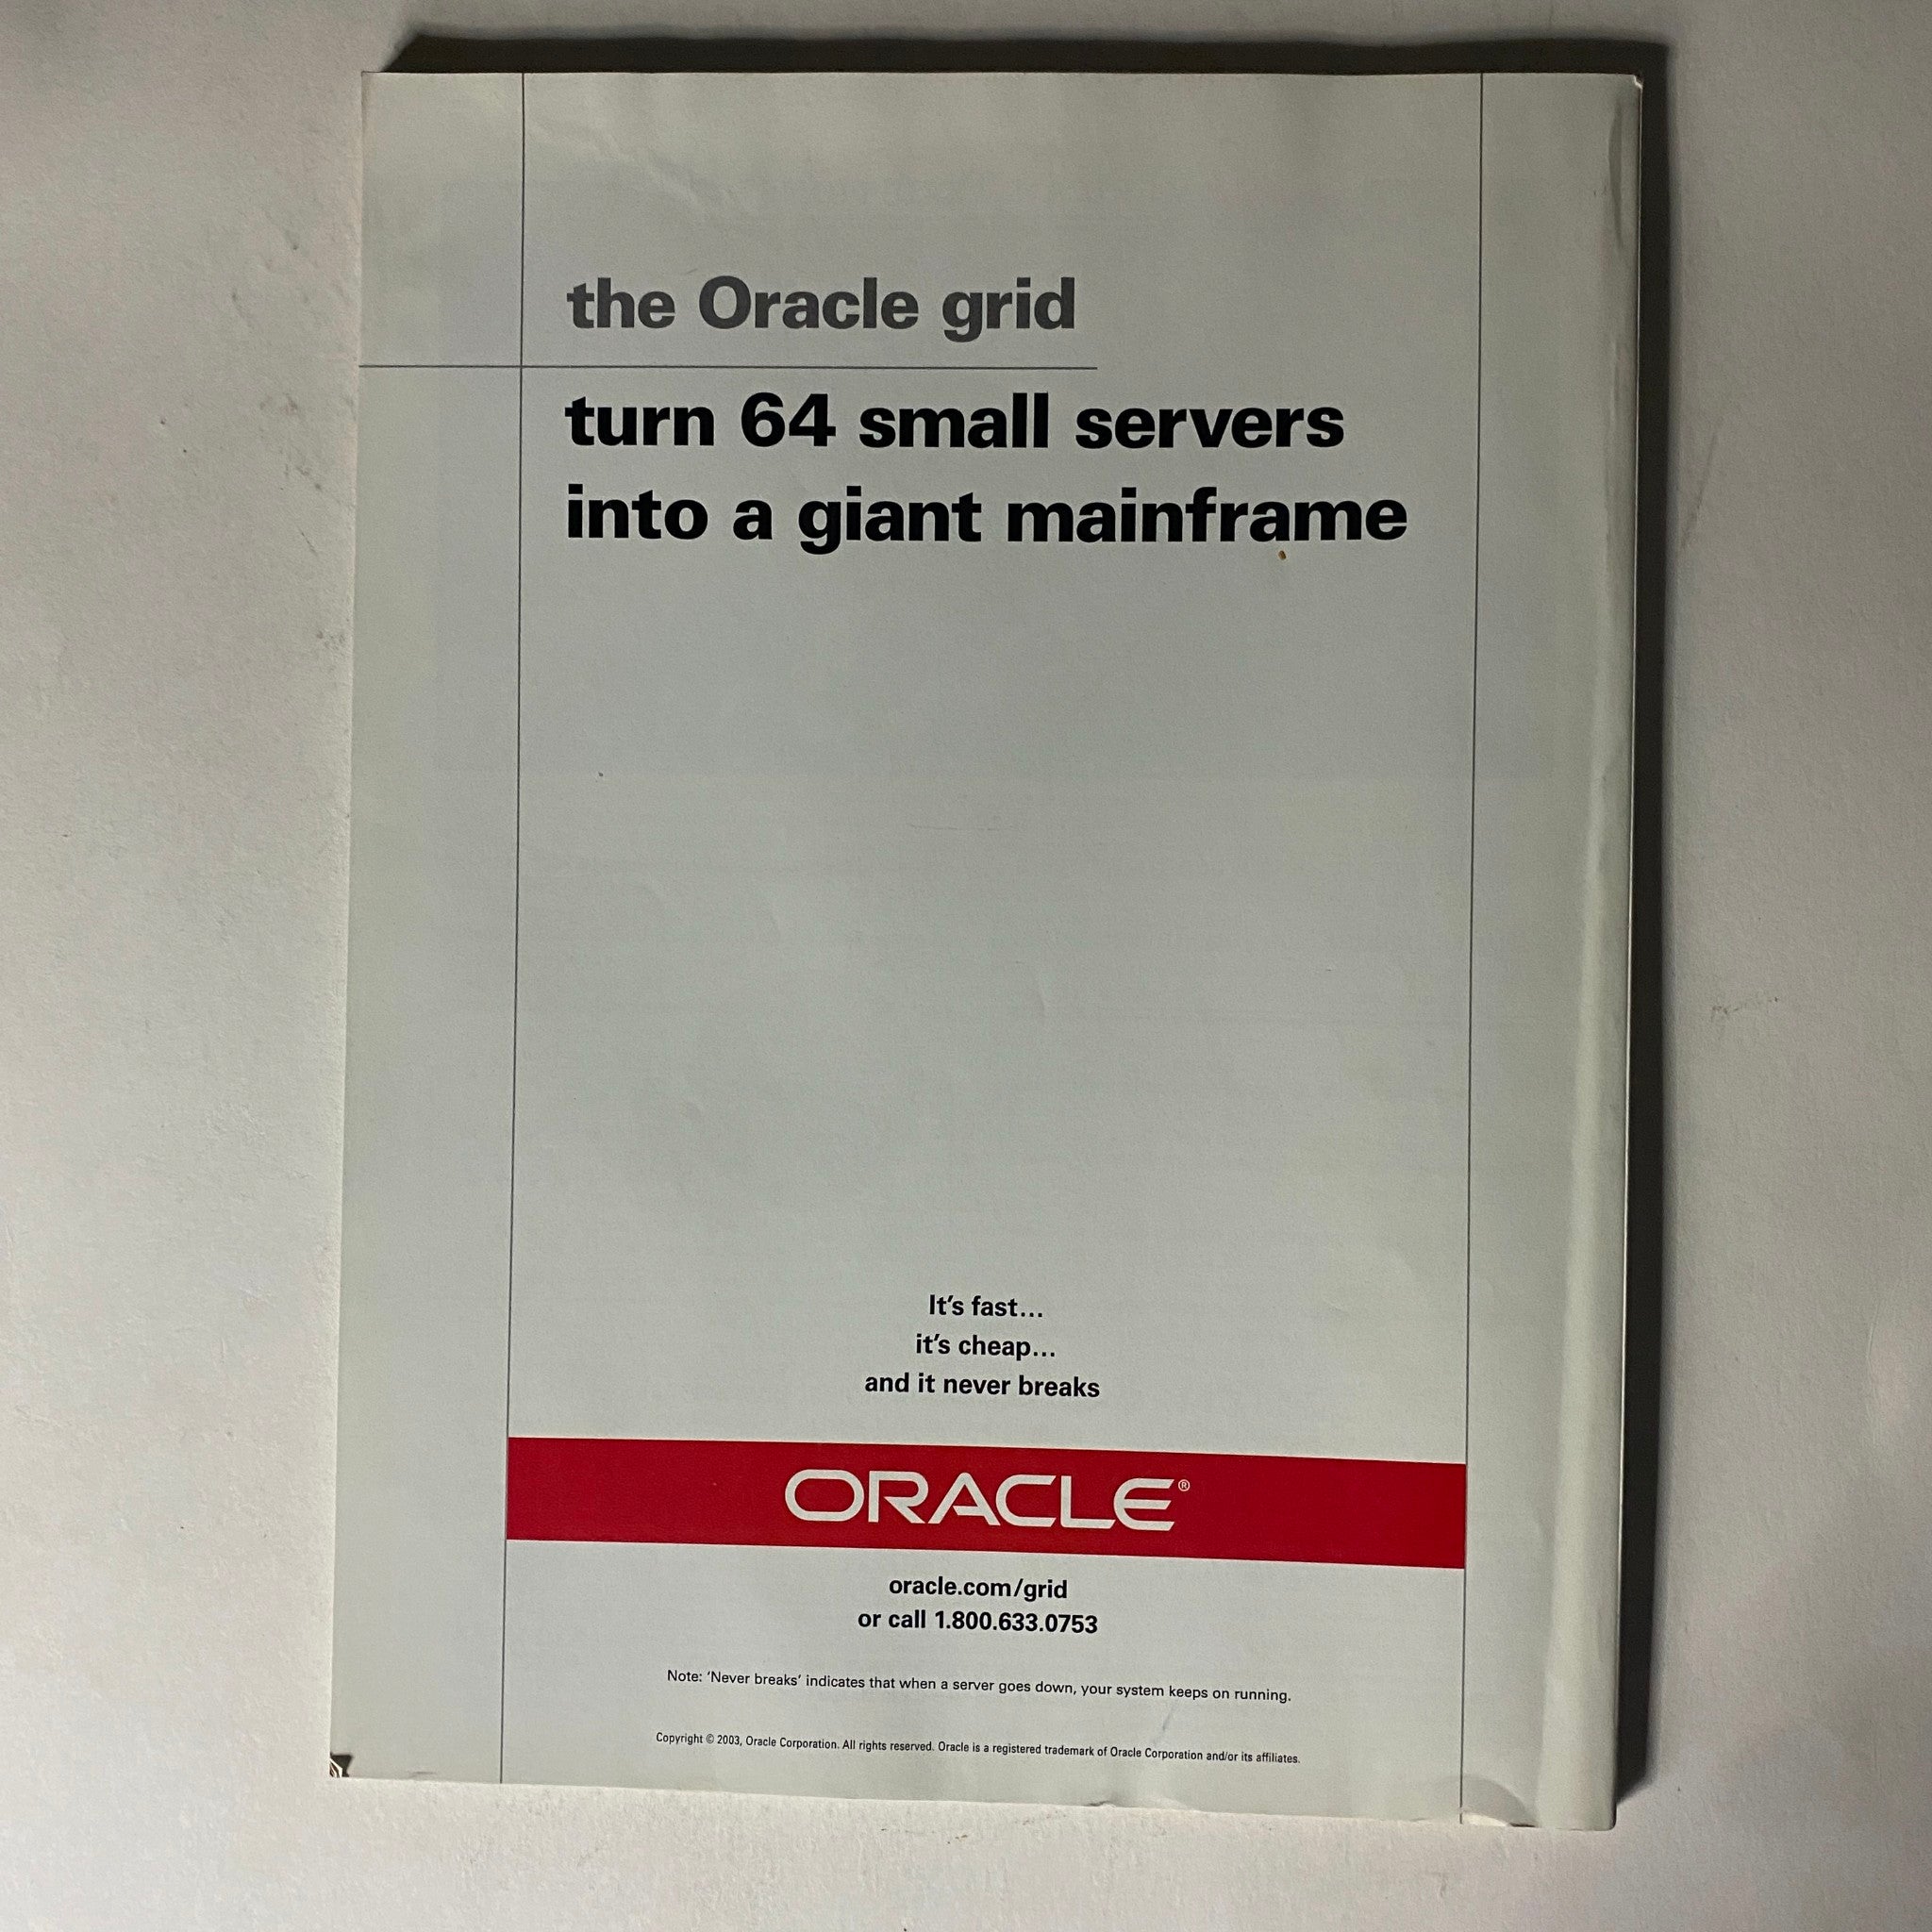 the Oracle grid
turn 64 small servers
into a giant mainframe
It’s fast…
it’s cheap…
and it never breaks
ORACLE®
oracle.com/grid
or call 1.800.633.0753
Note: ‘Never breaks’ indicates that when a server goes down, your system keeps on running.
Copyright © 2003, Oracle Corporation. All rights reserved. Oracle is a registered trademark of Oracle Corporation and/or its affiliates.